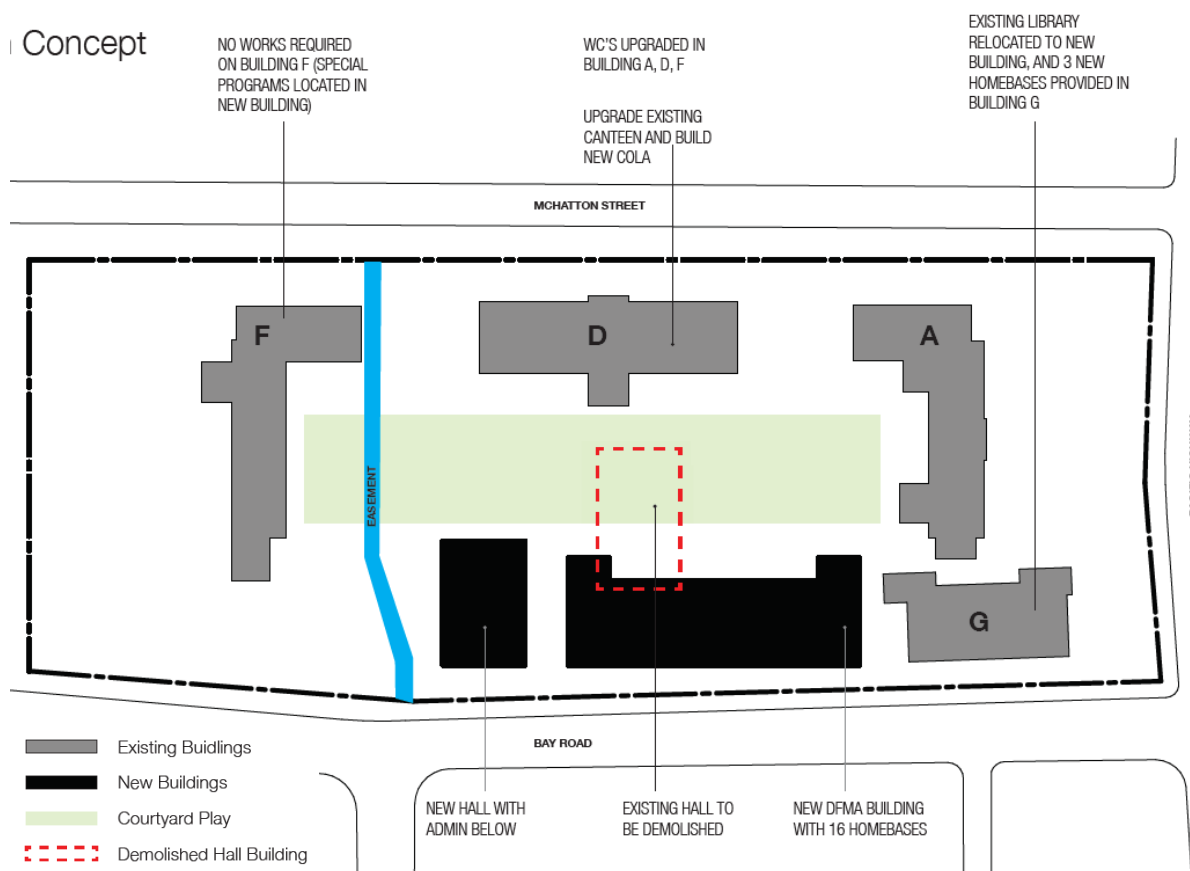 Concept
NO WORKS REQUIRED
ON BUILDING F (SPECIAL
PROGRAMS LOCATED IN
NEW BUILDING)
WC'S UPGRADED IN
BUILDING A, D, F
UPGRADE EXISTING
CANTEEN AND BUILD
NEW COLA
EXISTING LIBRARY
RELOCATED TO NEW
BUILDING, AND 3 NEW
HOMEBASES PROVIDED IN
BUILDING G
MCHATTON STREET
F
D
A
EASEMENT
G
BAY ROAD
Existing Buidlings
New Buildings
Courtyard Play
Demolished Hall Building
NEW HALL WITH
ADMIN BELOW
EXISTING HALL TO
BE DEMOLISHED
NEW DFMA BUILDING
WITH 16 HOMEBASES